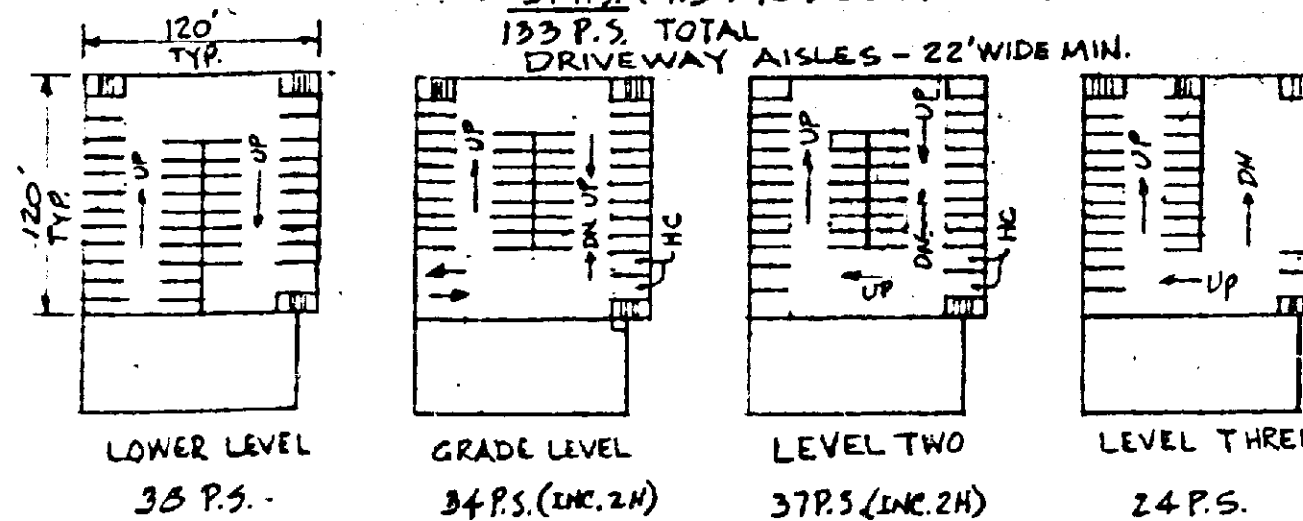 133 P.S. TOTAL
DRIVEWAY AISLES - 22' WIDE MIN.
120'
TYP.
120'
TYP.
UP
UP
UP
DN UP
HC
UP
UP
DN
UP
HC
UP
DN
UP
LOWER LEVEL
38 P.S.
GRADE LEVEL
34 P.S. (INC. 2H)
LEVEL TWO
37 P.S. (INC. 2H)
LEVEL THREE
24 P.S.